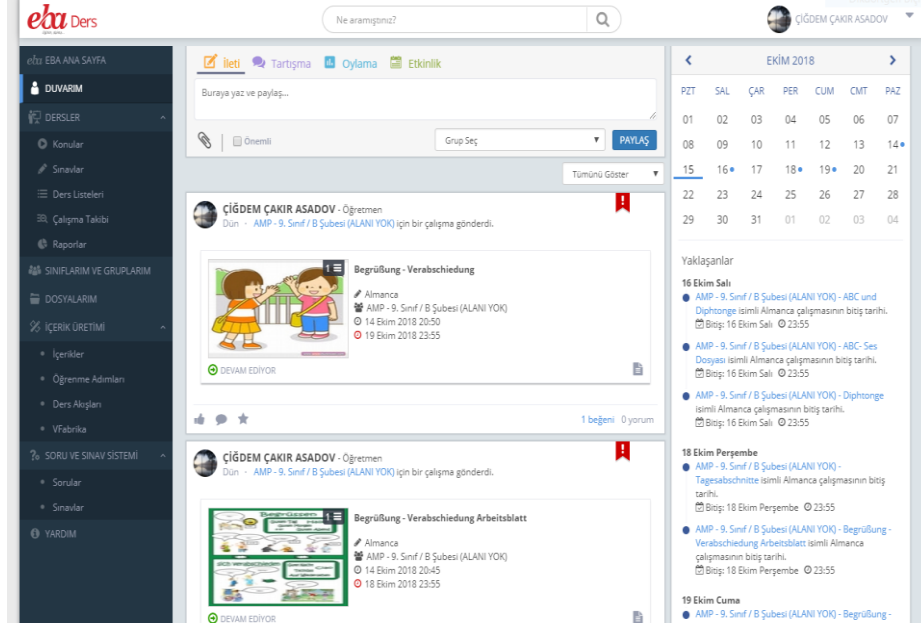 eba Ders
Ne aramıştınız?
ÇİĞDEM ÇAKIR ASADOV
eba EBA ANA SAYFA
DUVARIM
DERSLER
Konular
Sınavlar
Ders Listeleri
Çalışma Takibi
Raporlar
SINIFLARIM VE GRUPLARIM
DOSYALARIM
İÇERİK ÜRETİMİ
İçerikler
Öğrenme Adımları
Ders Akışları
VFabrika
SORU VE SINAV SİSTEMİ
Sorular
Sınavlar
YARDIM
İleti Tartışma Oylama Etkinlik
Buraya yaz ve paylaş...
Önemli
Grup Seç
PAYLAŞ
Tümünü Göster
ÇİĞDEM ÇAKIR ASADOV - Öğretmen
Dün · AMP - 9. Sınıf / B Şubesi (ALANI YOK) için bir çalışma gönderdi.
1
Begrüßung - Verabschiedung
Almanca
AMP - 9. Sınıf / B Şubesi (ALANI YOK)
14 Ekim 2018 20:50
19 Ekim 2018 23:55
DEVAM EDİYOR
1 beğeni 0 yorum
ÇİĞDEM ÇAKIR ASADOV - Öğretmen
Dün · AMP - 9. Sınıf / B Şubesi (ALANI YOK) için bir çalışma gönderdi.
Begrüssen
1
Guten Tag
sich verabschieden
Begrüßung - Verabschiedung Arbeitsblatt
Almanca
AMP - 9. Sınıf / B Şubesi (ALANI YOK)
14 Ekim 2018 20:45
18 Ekim 2018 23:55
DEVAM EDİYOR
EKİM 2018
PZT SAL ÇAR PER CUM CMT PAZ
01 02 03 04 05 06 07
08 09 10 11 12 13 14
15 16 17 18 19 20 21
22 23 24 25 26 27 28
29 30 31 01 02 03 04
Yaklaşanlar
16 Ekim Salı
AMP - 9. Sınıf / B Şubesi (ALANI YOK) - ABC und
Diphtonge isimli Almanca çalışmasının bitiş tarihi.
Bitiş: 16 Ekim Salı 23:55
AMP - 9. Sınıf / B Şubesi (ALANI YOK) - ABC- Ses
Dosyası isimli Almanca çalışmasının bitiş tarihi.
Bitiş: 16 Ekim Salı 23:55
AMP - 9. Sınıf / B Şubesi (ALANI YOK) - Diphtonge
isimli Almanca çalışmasının bitiş tarihi.
Bitiş: 16 Ekim Salı 23:55
18 Ekim Perşembe
AMP - 9. Sınıf / B Şubesi (ALANI YOK) -
Tagesabschnitte isimli Almanca çalışmasının bitiş
tarihi.
Bitiş: 18 Ekim Perşembe 23:55
AMP - 9. Sınıf / B Şubesi (ALANI YOK) - Begrüßung -
Verabschiedung Arbeitsblatt isimli Almanca
çalışmasının bitiş tarihi.
Bitiş: 18 Ekim Perşembe 23:55
19 Ekim Cuma
AMP - 9. Sınıf / B Şubesi (ALANI YOK) - Begrüßung -